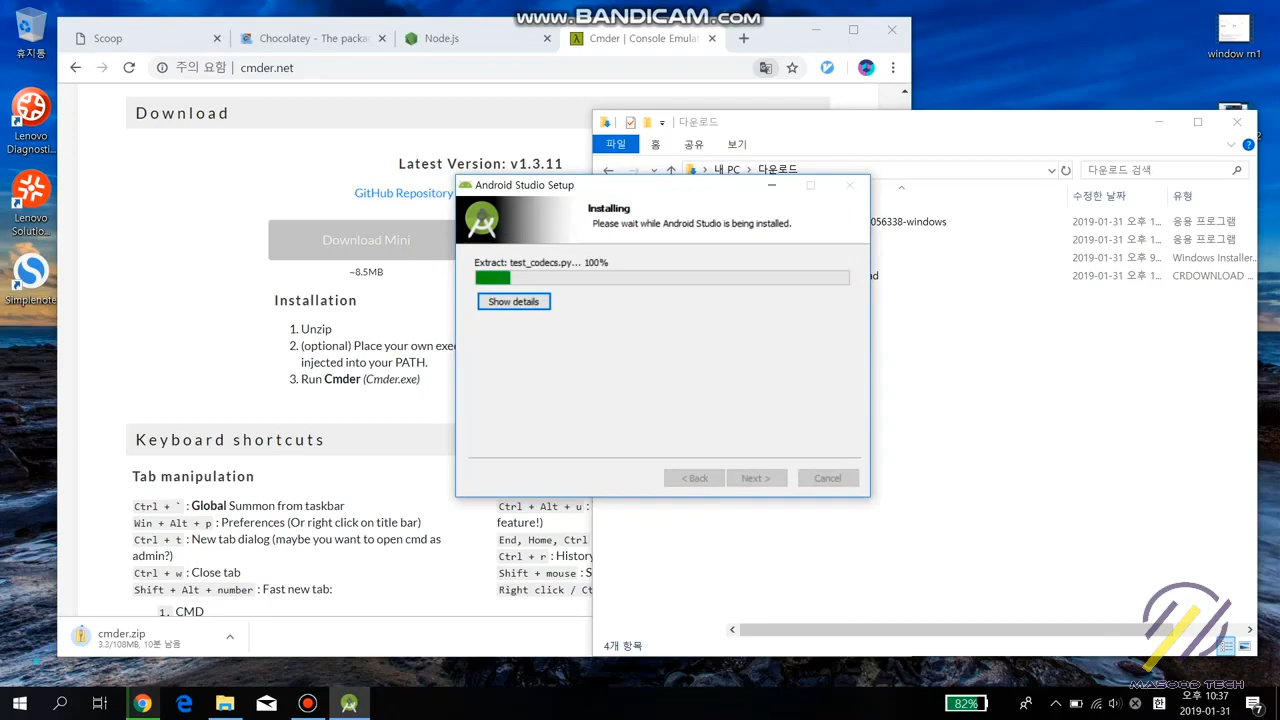 www.BANDICAM.com
휴지통
Lenovo
Diagnosti...
Lenovo
Solutio...
Simplenote
window rn1
Scoop
Chocolatey - The packa
Node.js
Cmder | Console Emulat
주의 요함
cmder.net
Download
Latest Version: v1.3.11
GitHub Repository
Download Mini
~8.5MB
Installation
1. Unzip
2. (optional) Place your own exe
injected into your PATH.
3. Run Cmder (Cmder.exe)
Keyboard shortcuts
Tab manipulation
Ctrl + ` : Global Summon from taskbar
Win + Alt + p : Preferences (Or right click on title bar)
Ctrl + t : New tab dialog (maybe you want to open cmd as
admin?)
Ctrl + w : Close tab
Shift + Alt + number : Fast new tab:
1. CMD
Ctrl + Alt + u :
feature!)
End, Home, Ctrl
Ctrl + r : History
Shift + mouse : S
Right click / Ct
cmder.zip
3.3/108MB, 10분 남음
다운로드
파일
홈
공유
보기
내 PC > 다운로드
다운로드 검색
수정한 날짜
유형
056338-windows
2019-01-31 오후 1...
응용 프로그램
2019-01-31 오후 1...
응용 프로그램
2019-01-31 오후 9...
Windows Installer...
ad
2019-01-31 오후 1...
CRDOWNLOAD ...
4개 항목
Android Studio Setup
Installing
Please wait while Android Studio is being installed.
Extract: test_codecs.py... 100%
Show details
< Back
Next >
Cancel
MASOOD TECH
82%
한
오후 10:37
2019-01-31
7